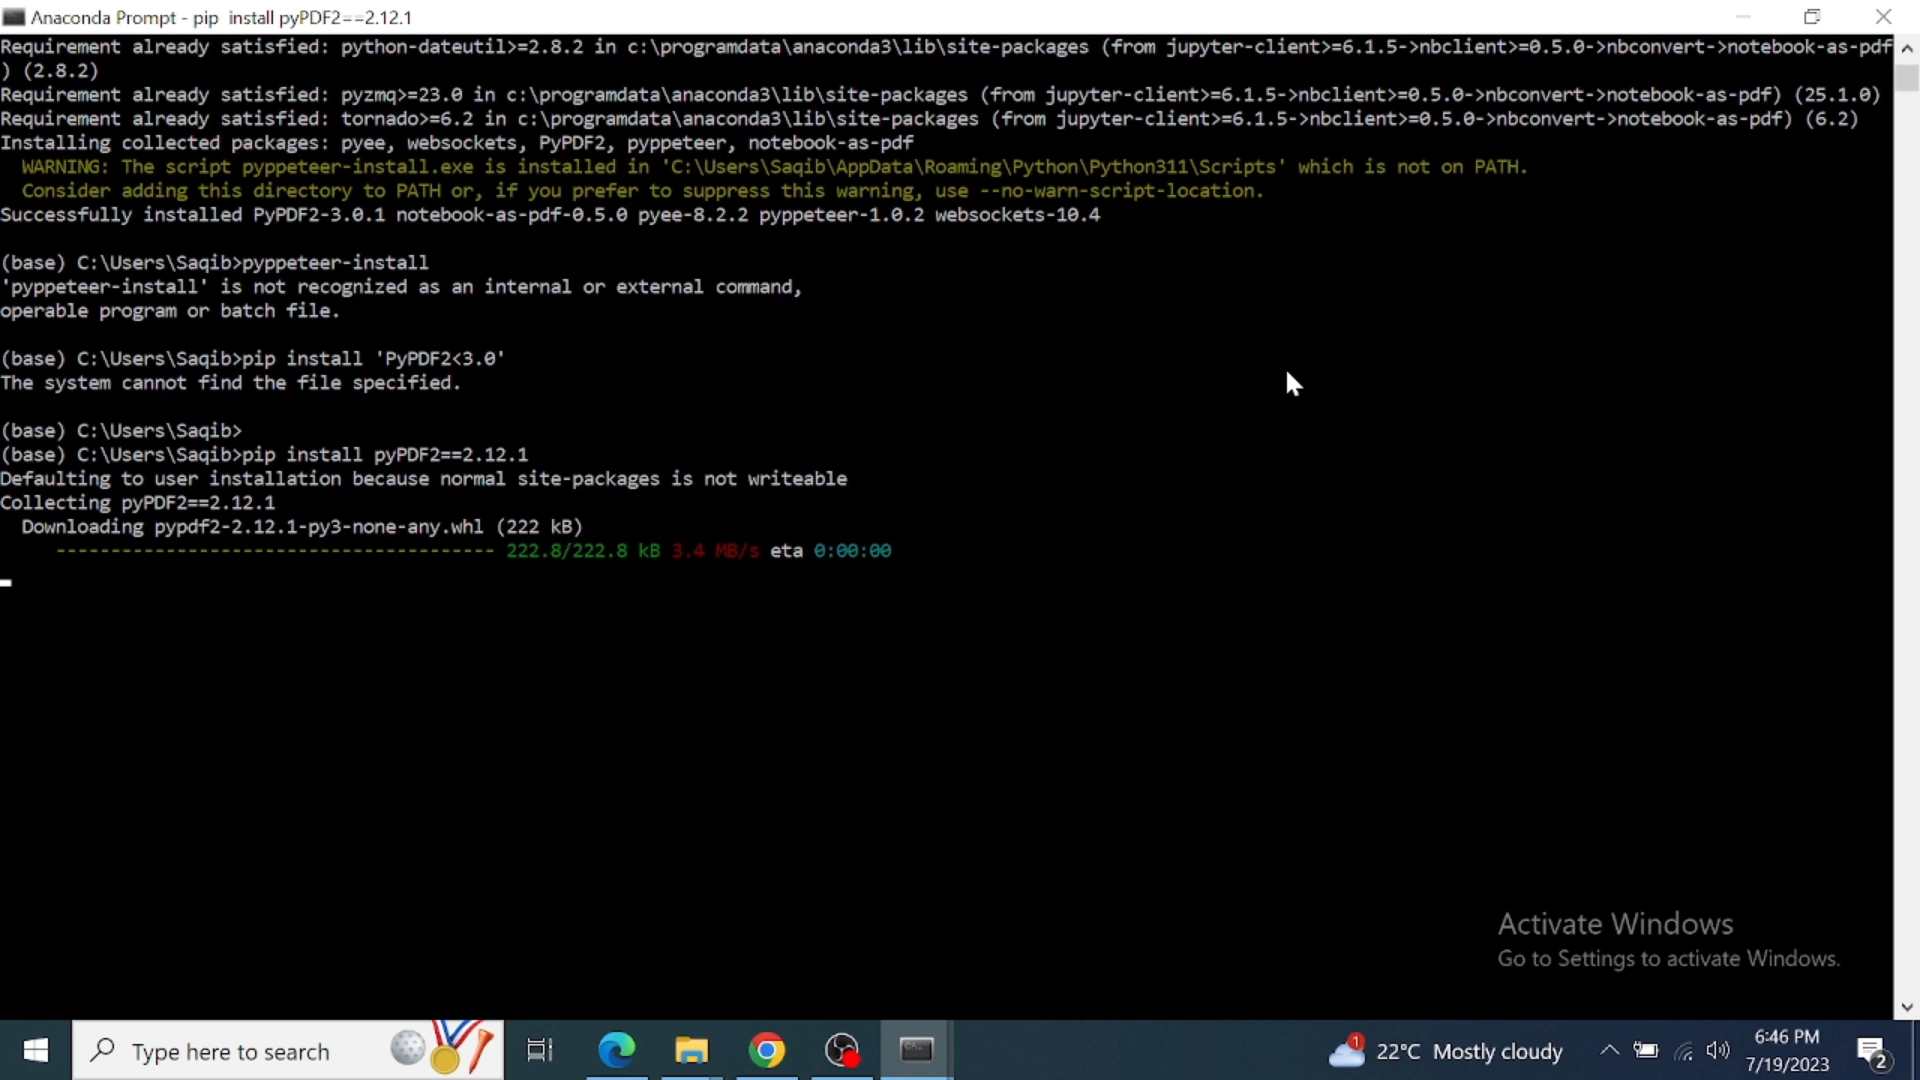 Anaconda Prompt - pip  install pyPDF2==2.12.1
Requirement already satisfied: python-dateutil>=2.8.2 in c:\programdata\anaconda3\lib\site-packages (from jupyter-client>=6.1.5->nbclient>=0.5.0->nbconvert->notebook-as-pdf
) (2.8.2)
Requirement already satisfied: pyzmq>=23.0 in c:\programdata\anaconda3\lib\site-packages (from jupyter-client>=6.1.5->nbclient>=0.5.0->nbconvert->notebook-as-pdf) (25.1.0)
Requirement already satisfied: tornado>=6.2 in c:\programdata\anaconda3\lib\site-packages (from jupyter-client>=6.1.5->nbclient>=0.5.0->nbconvert->notebook-as-pdf) (6.2)
Installing collected packages: pyee, websockets, PyPDF2, pyppeteer, notebook-as-pdf
  WARNING: The script pyppeteer-install.exe is installed in 'C:\Users\Saqib\AppData\Roaming\Python\Python311\Scripts' which is not on PATH.
  Consider adding this directory to PATH or, if you prefer to suppress this warning, use --no-warn-script-location.
Successfully installed PyPDF2-3.0.1 notebook-as-pdf-0.5.0 pyee-8.2.2 pyppeteer-1.0.2 websockets-10.4
(base) C:\Users\Saqib>pyppeteer-install
'pyppeteer-install' is not recognized as an internal or external command,
operable program or batch file.
(base) C:\Users\Saqib>pip install 'PyPDF2<3.0'
The system cannot find the file specified.
(base) C:\Users\Saqib>
(base) C:\Users\Saqib>pip install pyPDF2==2.12.1
Defaulting to user installation because normal site-packages is not writeable
Collecting pyPDF2==2.12.1
  Downloading pypdf2-2.12.1-py3-none-any.whl (222 kB)
     ---------------------------------------- 222.8/222.8 kB 3.4 MB/s eta 0:00:00
Activate Windows
Go to Settings to activate Windows.
Type here to search
1
22°C Mostly cloudy
6:46 PM
7/19/2023
2